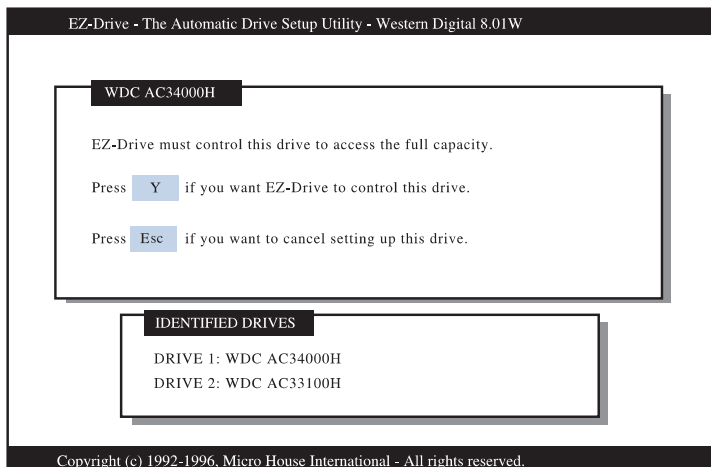 EZ-Drive - The Automatic Drive Setup Utility - Western Digital 8.01W
WDC AC34000H
EZ-Drive must control this drive to access the full capacity.
Press Y if you want EZ-Drive to control this drive.
Press Esc if you want to cancel setting up this drive.
IDENTIFIED DRIVES
DRIVE 1: WDC AC34000H
DRIVE 2: WDC AC33100H
Copyright (c) 1992-1996, Micro House International - All rights reserved.